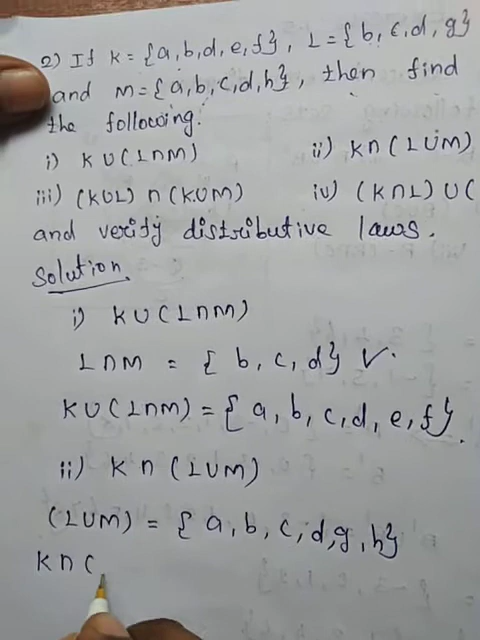 2) If K = {a, b, d, e, f}, L = {b, c, d, g}
and m = {a, b, c, d, h}, then find
the following:
i) K ∪ (L ∩ M) ii) K ∩ (L ∪ M)
iii) (K ∪ L) ∩ (K ∪ M) iv) (K ∩ L) ∪ (
and verify distributive laws.
Solution
i) K ∪ (L ∩ M)
L ∩ M = { b, c, d} ✓.
K ∪ (L ∩ M) = { a, b, c, d, e, f}.
ii) K ∩ (L ∪ M)
(L ∪ M) = { a, b, c, d, g, h}
K ∩ (